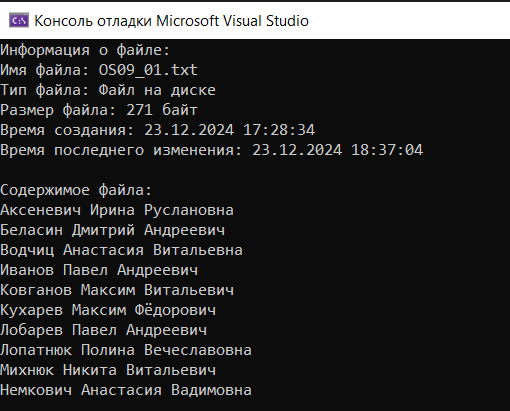 Консоль отладки Microsoft Visual Studio
Информация о файле:
Имя файла: OS09_01.txt
Тип файла: Файл на диске
Размер файла: 271 байт
Время создания: 23.12.2024 17:28:34
Время последнего изменения: 23.12.2024 18:37:04
Содержимое файла:
Аксеневич Ирина Руслановна
Беласин Дмитрий Андреевич
Водчиц Анастасия Витальевна
Иванов Павел Андреевич
Ковганов Максим Витальевич
Кухарев Максим Фёдорович
Лобарев Павел Андреевич
Лопатнюк Полина Вечеславовна
Михнюк Никита Витальевич
Немкович Анастасия Вадимовна